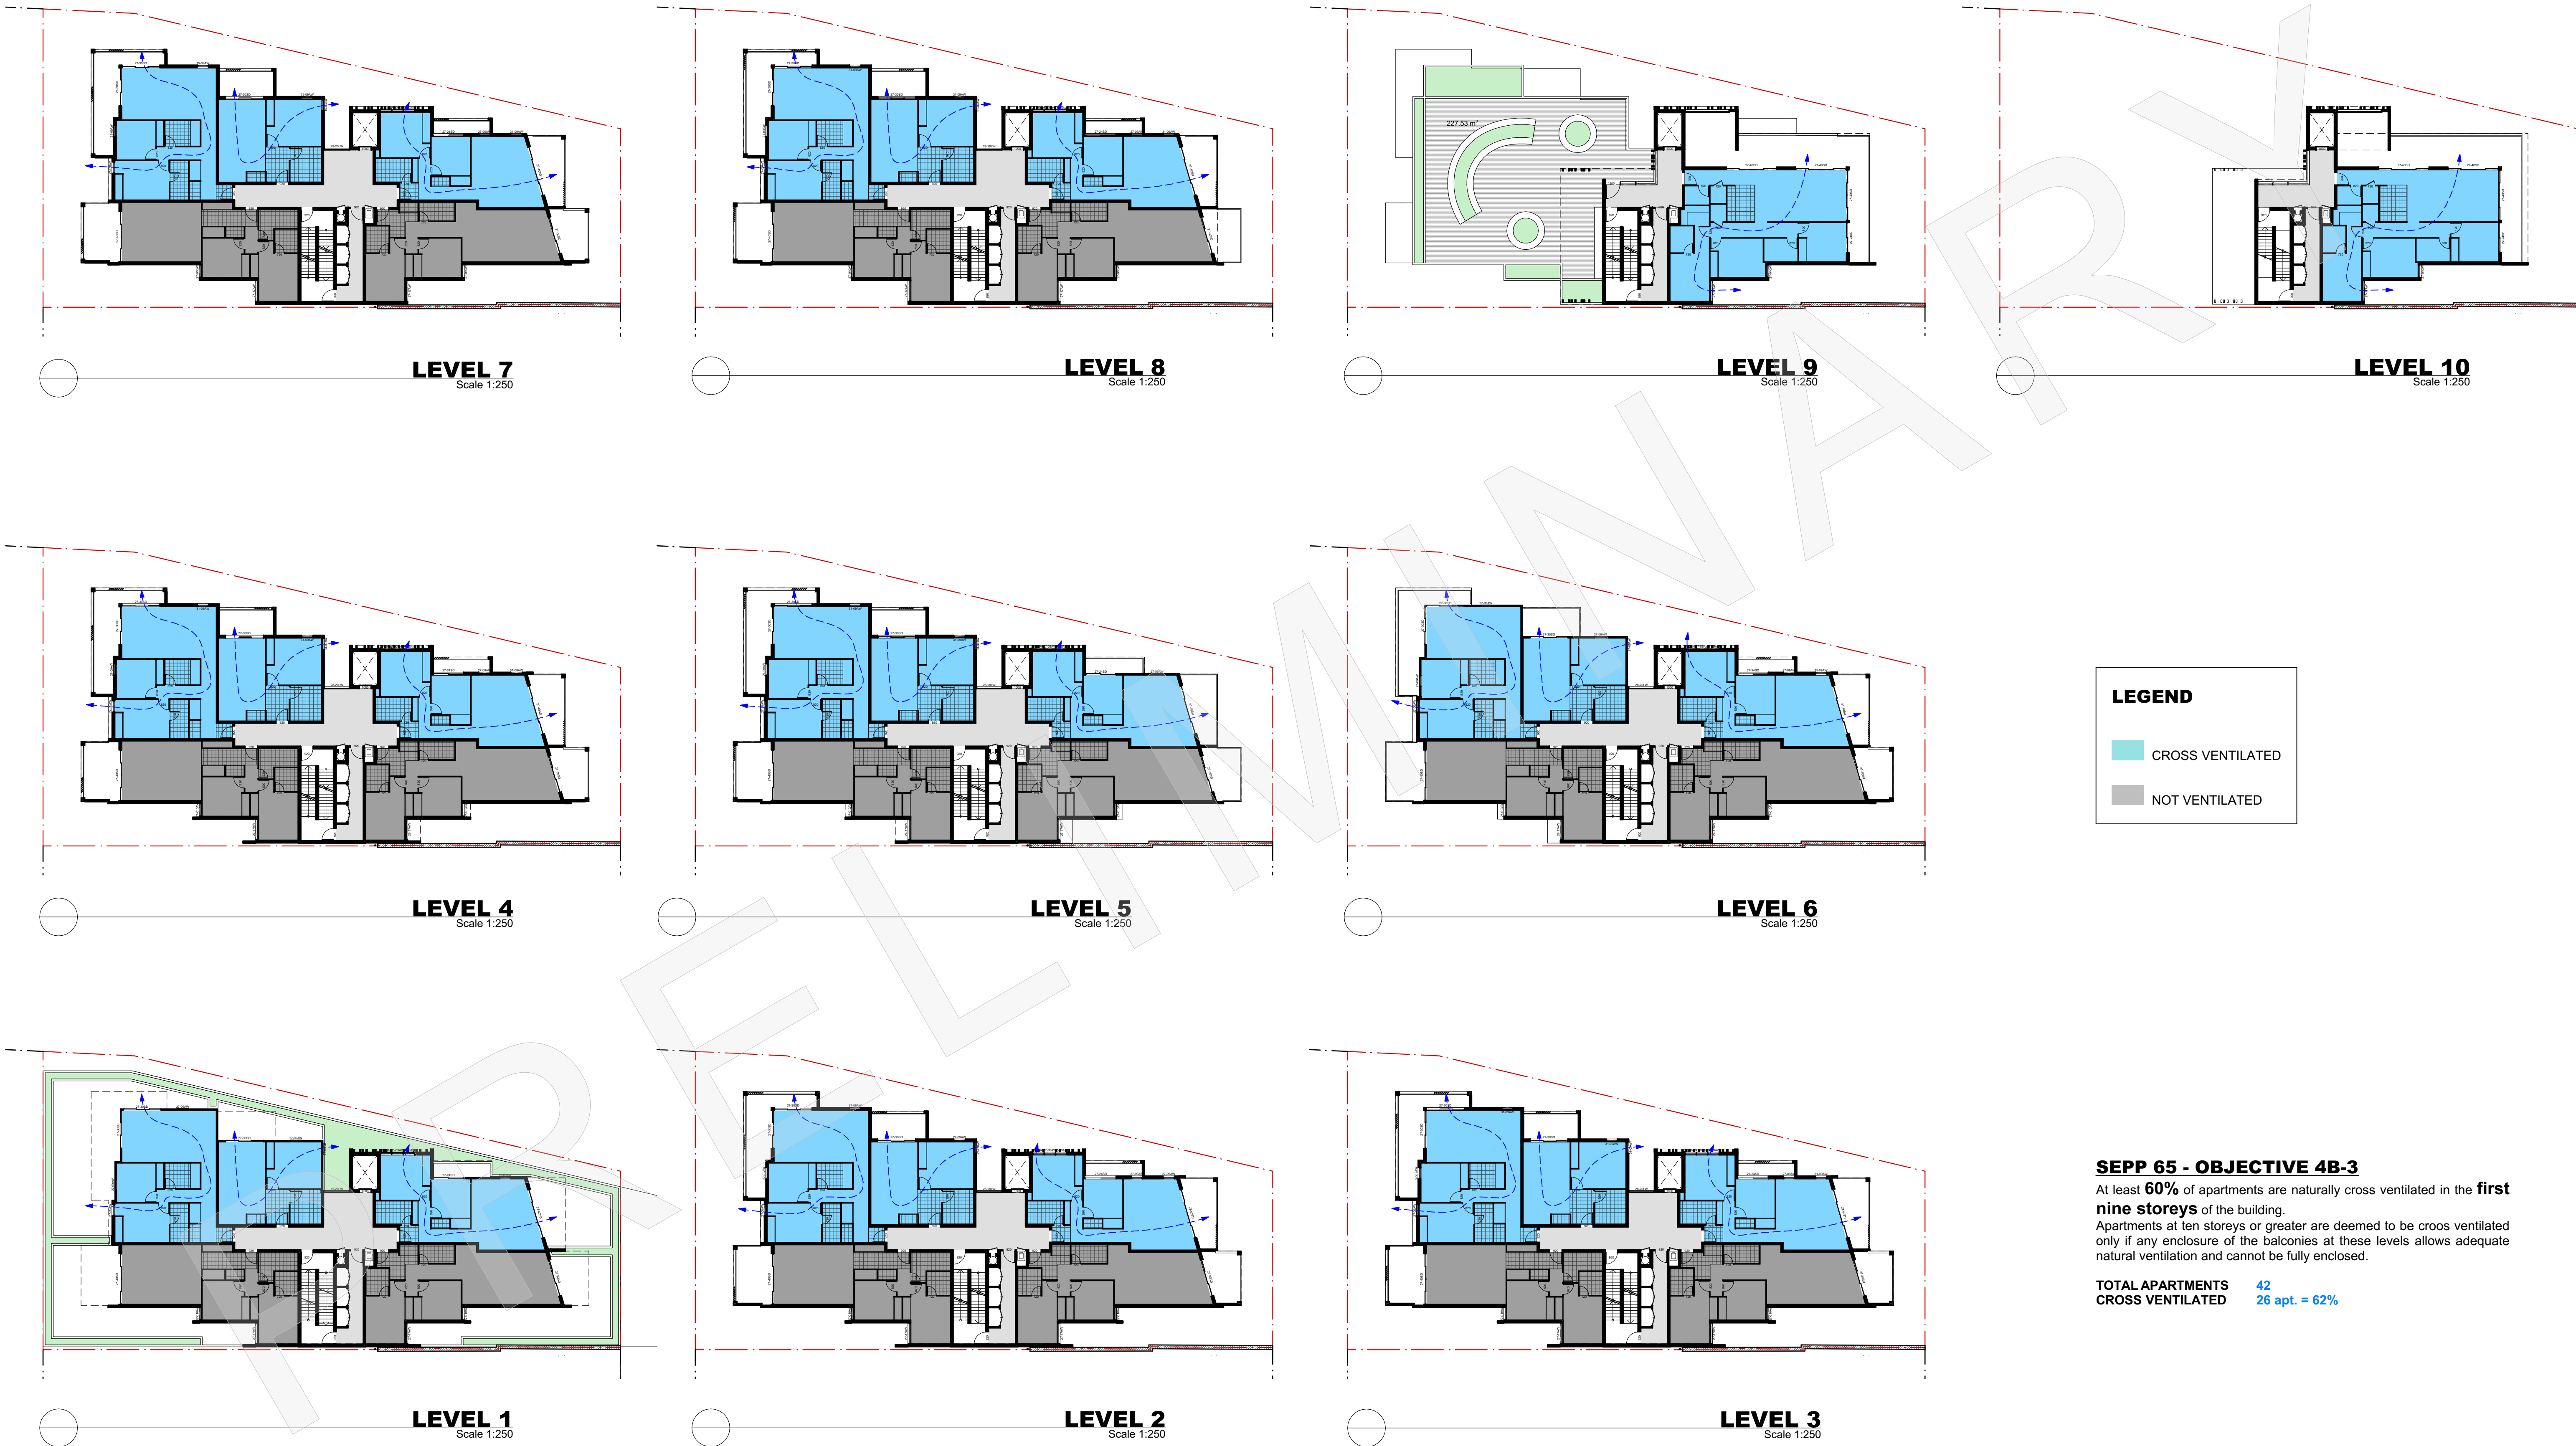 227.53 m²
LEVEL 7
Scale 1:250
LEVEL 8
Scale 1:250
LEVEL 9
Scale 1:250
LEVEL 10
Scale 1:250
LEVEL 4
Scale 1:250
LEVEL 5
Scale 1:250
LEVEL 6
Scale 1:250
LEGEND
CROSS VENTILATED
NOT VENTILATED
LEVEL 1
Scale 1:250
LEVEL 2
Scale 1:250
LEVEL 3
Scale 1:250
SEPP 65 - OBJECTIVE 4B-3
At least 60% of apartments are naturally cross ventilated in the first
nine storeys of the building.
Apartments at ten storeys or greater are deemed to be croos ventilated
only if any enclosure of the balconies at these levels allows adequate
natural ventilation and cannot be fully enclosed.
TOTAL APARTMENTS 42
CROSS VENTILATED 26 apt. = 62%
PRELIMINARY